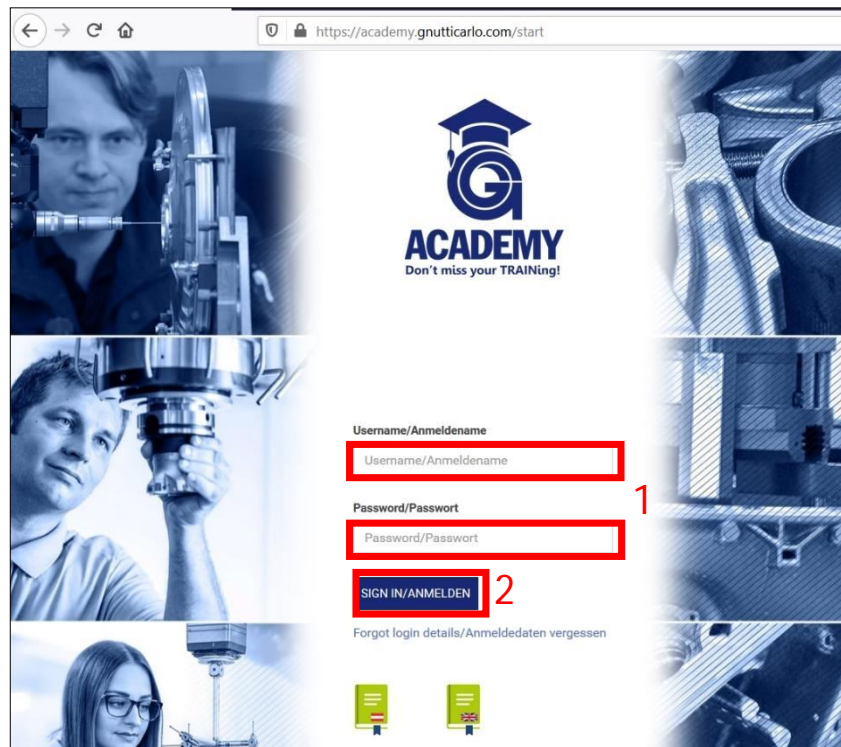 https://academy.gnutticarlo.com/start
ACADEMY
Don't miss your TRAINing!
Username/Anmeldename
Username/Anmeldename
1
Password/Passwort
Password/Passwort
SIGN IN/ANMELDEN
2
Forgot login details/Anmeldedaten vergessen